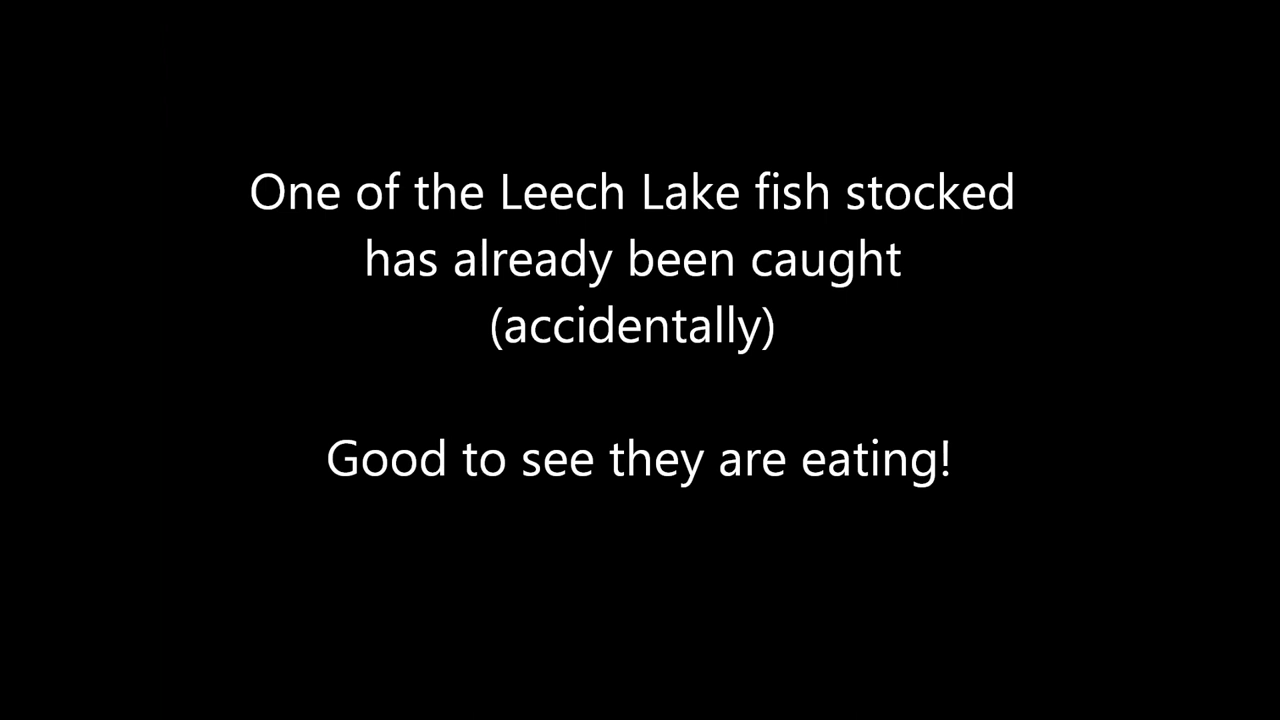 One of the Leech Lake fish stocked
has already been caught
(accidentally)
Good to see they are eating!